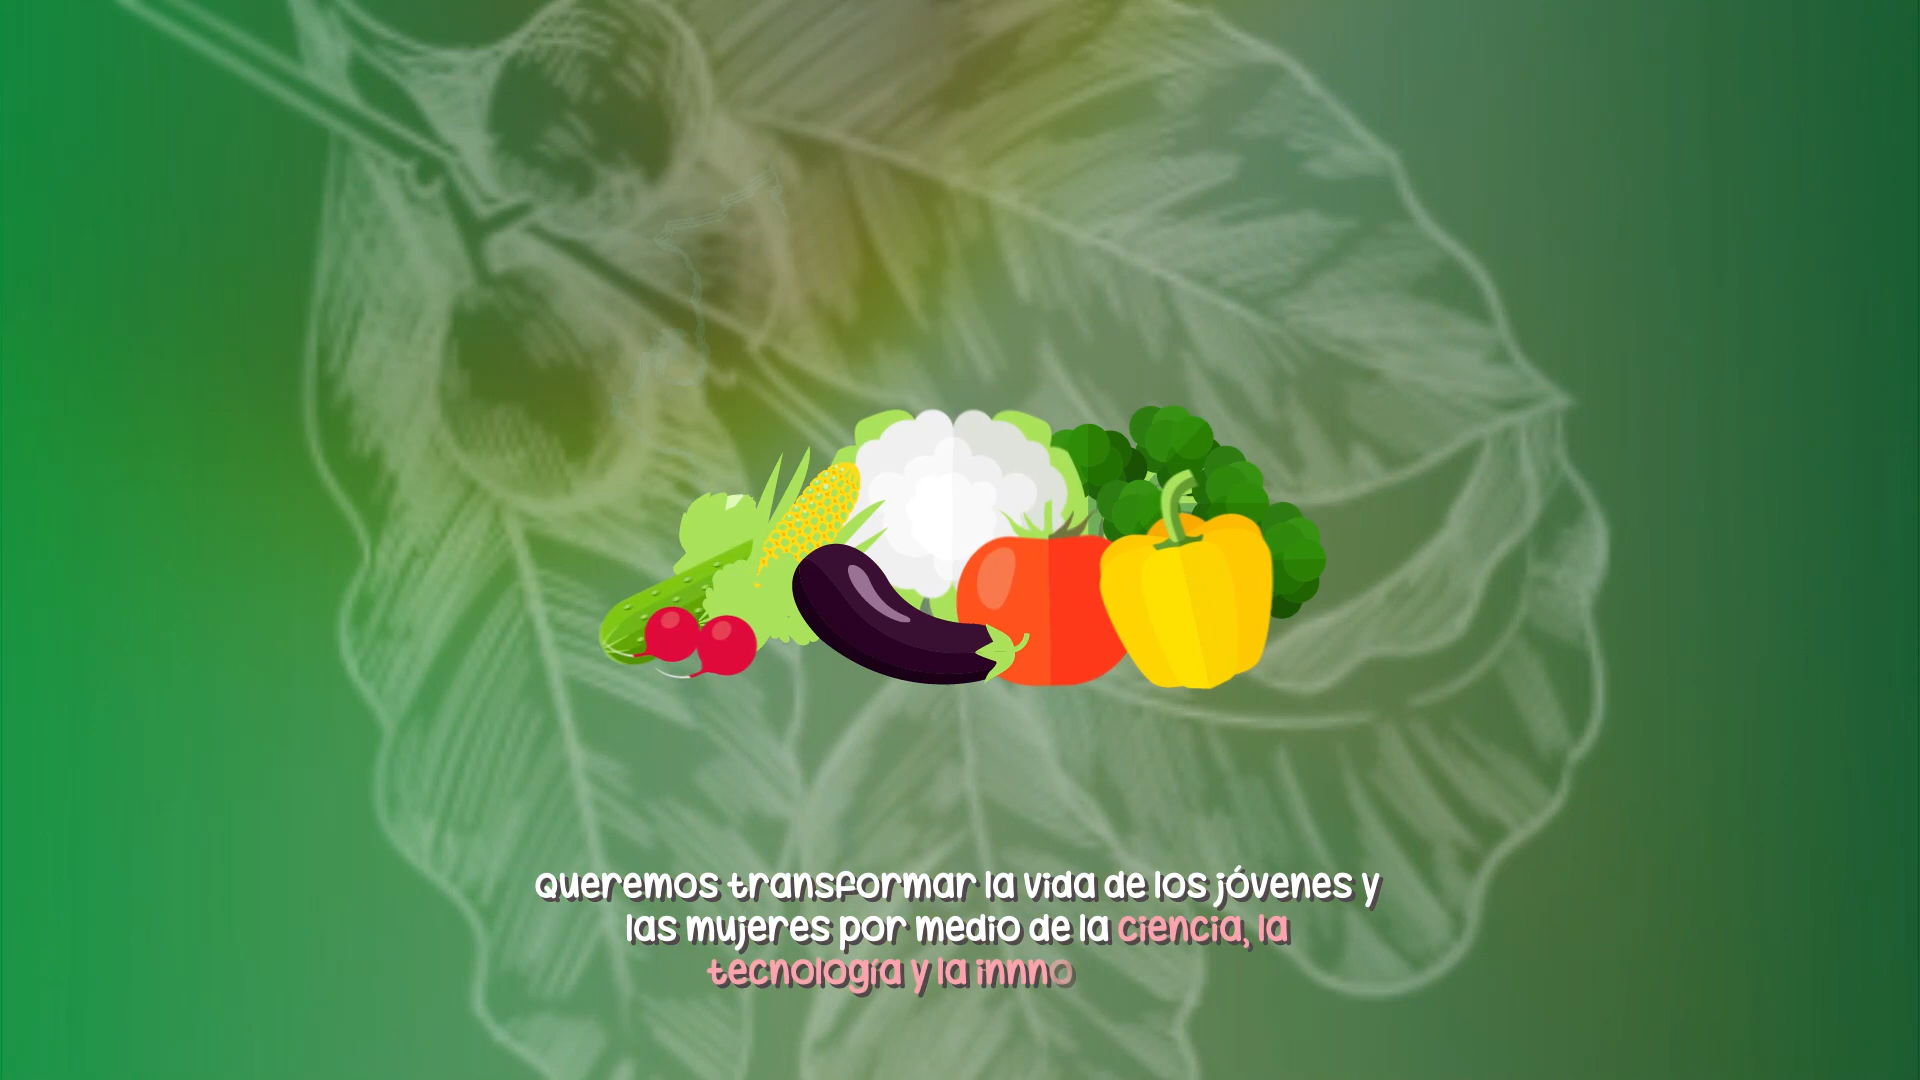 queremos transformar la vida de los jóvenes y
las mujeres por medio de la ciencia, la
tecnología y la innno